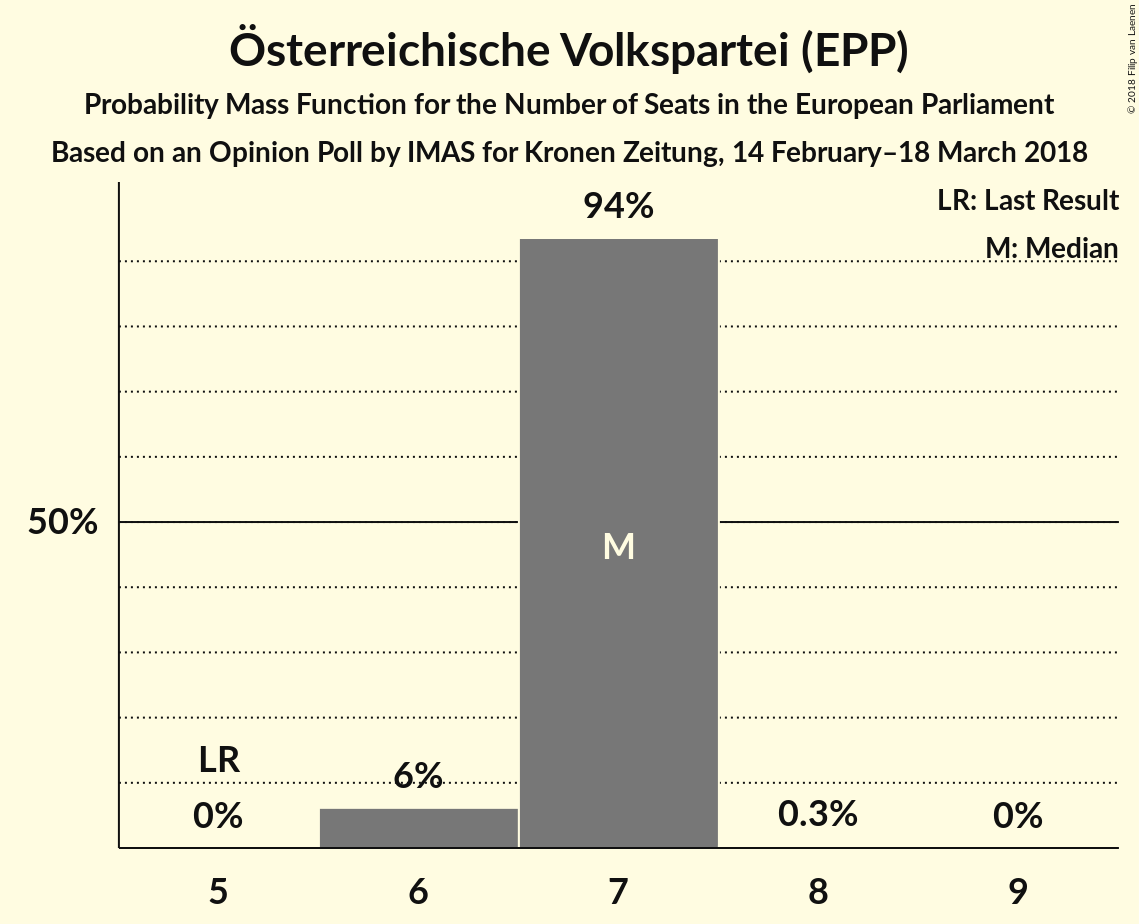 Österreichische Volkspartei (EPP)
Probability Mass Function for the Number of Seats in the European Parliament
Based on an Opinion Poll by IMAS for Kronen Zeitung, 14 February–18 March 2018
© 2018 Filip van Laenen
LR: Last Result
M: Median
94%
50%
M
LR
0%
6%
0.3%
0%
5 6 7 8 9